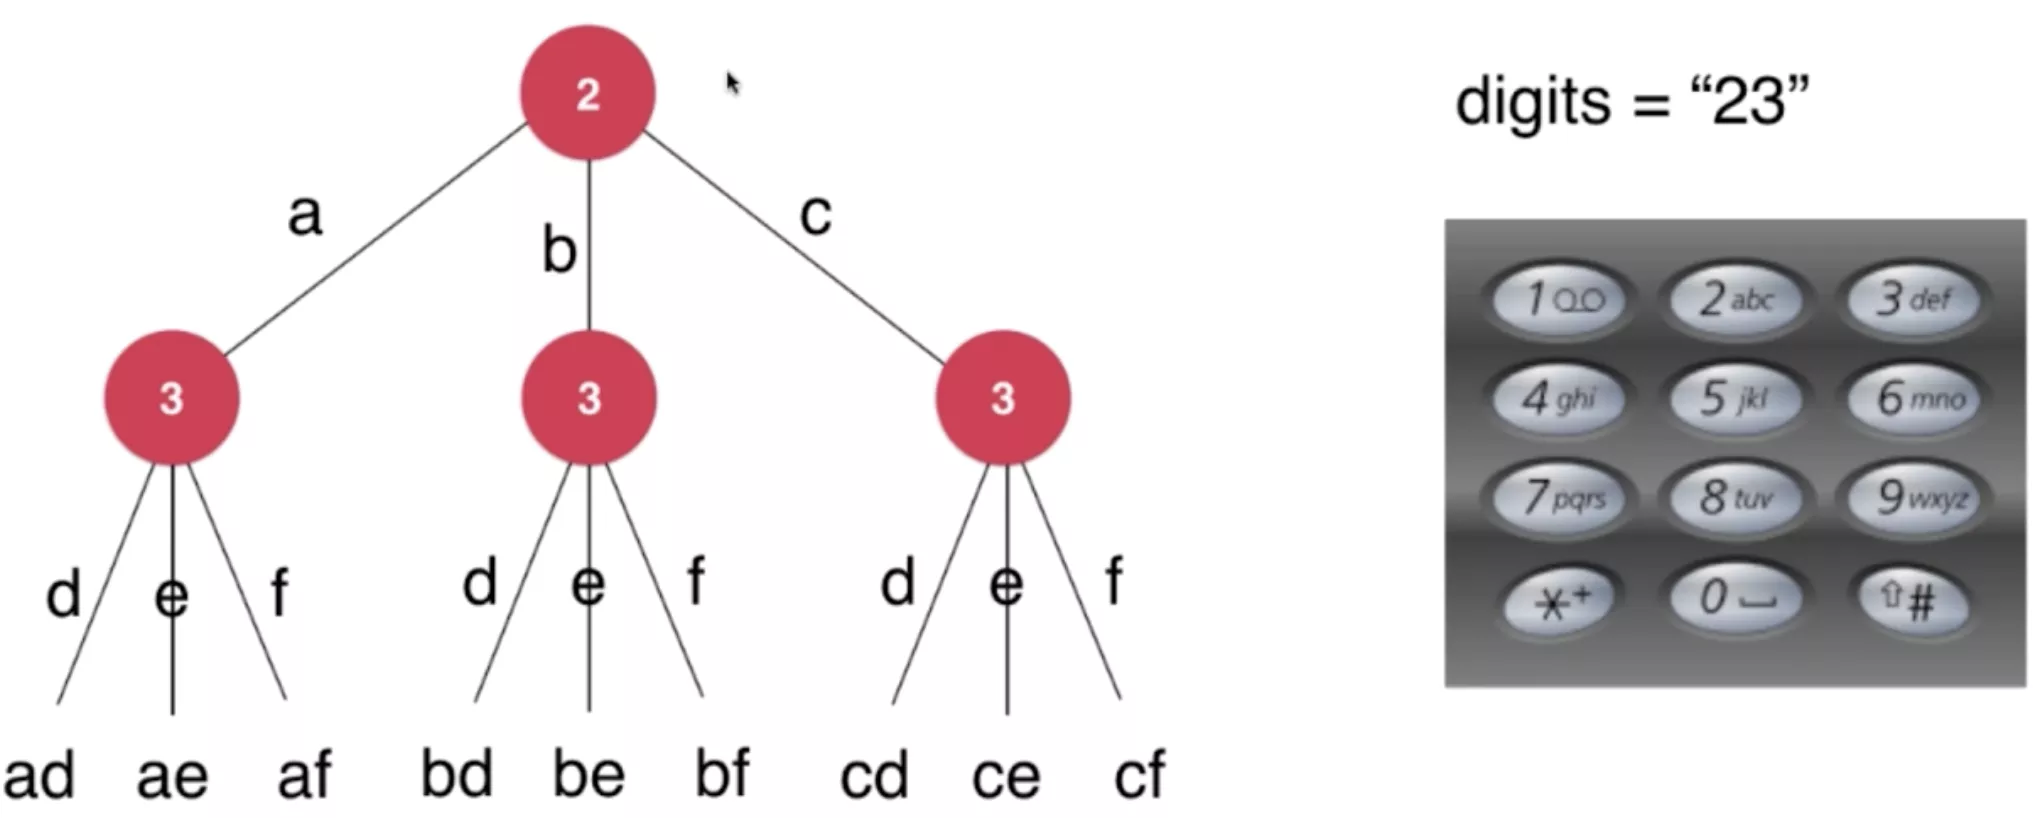 2
digits = “23”
a
b
c
3 3 3
d e f d e f d e f
ad ae af bd be bf cd ce cf
1 2 abc 3 def
4 ghi 5 jkl 6 mno
7 pqrs 8 tuv 9 wxyz
*+ 0 ⇧#